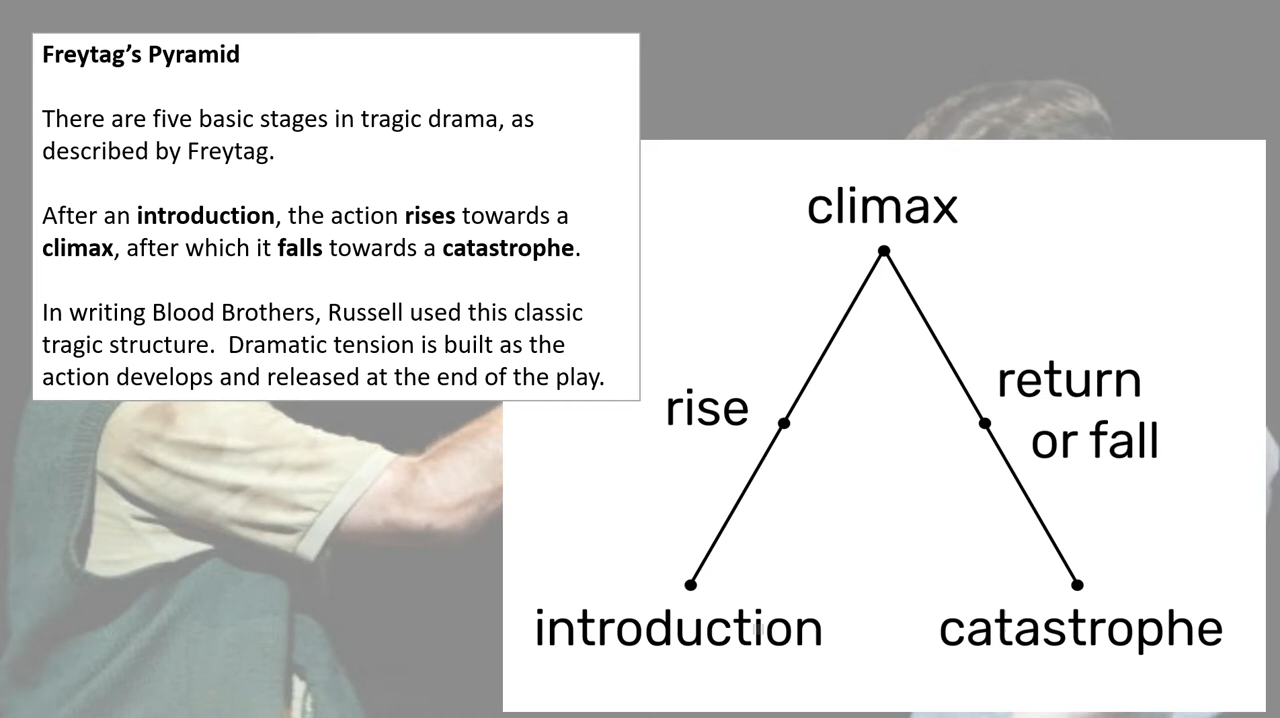 Freytag’s Pyramid
There are five basic stages in tragic drama, as
described by Freytag.
After an introduction, the action rises towards a
climax, after which it falls towards a catastrophe.
In writing Blood Brothers, Russell used this classic
tragic structure.  Dramatic tension is built as the
action develops and released at the end of the play.
climax
rise
return
or fall
introduction
catastrophe